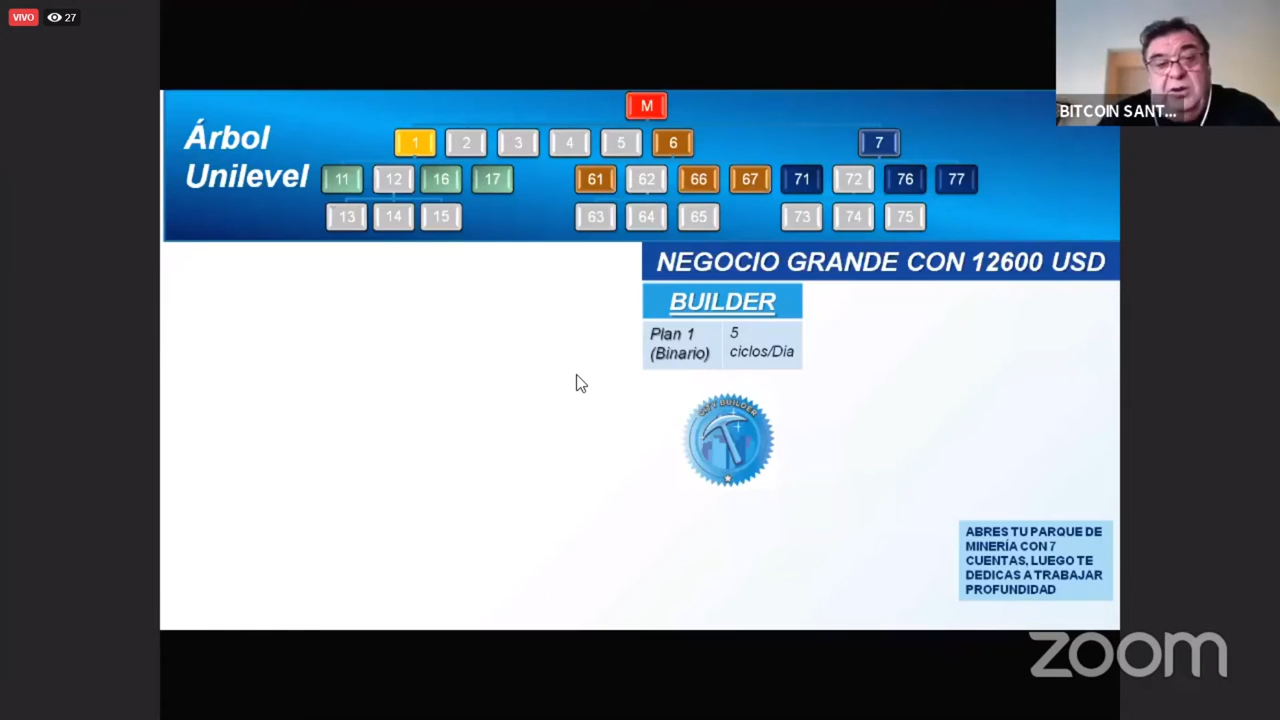 VIVO 27
BITCOIN SANT...
Árbol
Unilevel
M
1 2 3 4 5 6 7
11 12 16 17 61 62 66 67 71 72 76 77
13 14 15 63 64 65 73 74 75
NEGOCIO GRANDE CON 12600 USD
BUILDER
Plan 1
(Binario)
5
ciclos/Dia
BUILDER
ABRES TU PARQUE DE
MINERÍA CON 7
CUENTAS, LUEGO TE
DEDICAS A TRABAJAR
PROFUNDIDAD
zoom